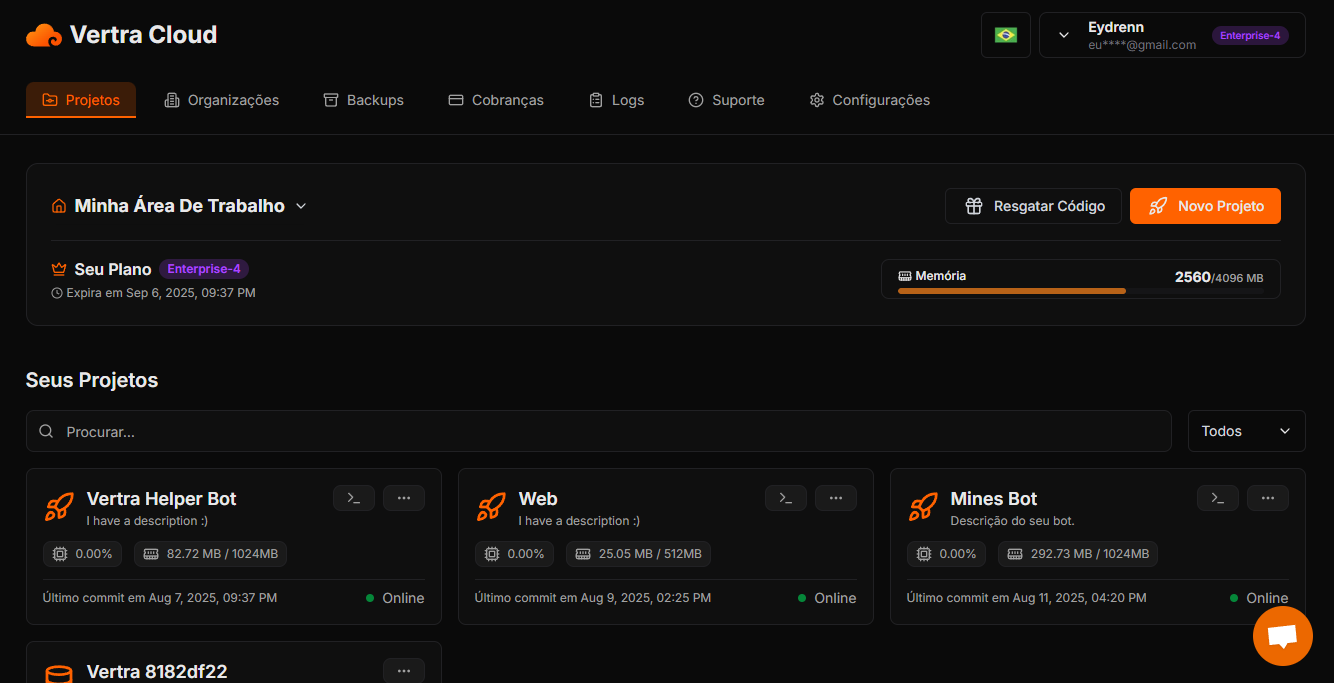 Vertra Cloud
Eydrenn
eu****@gmail.com
Enterprise-4
Projetos
Organizações
Backups
Cobranças
Logs
Suporte
Configurações
Minha Área De Trabalho
Resgatar Código
Novo Projeto
Seu Plano
Enterprise-4
Expira em Sep 6, 2025, 09:37 PM
Memória
2560/4096 MB
Seus Projetos
Procurar...
Todos
Vertra Helper Bot
I have a description :)
0.00%
82.72 MB / 1024MB
Último commit em Aug 7, 2025, 09:37 PM
Online
Web
I have a description :)
0.00%
25.05 MB / 512MB
Último commit em Aug 9, 2025, 02:25 PM
Online
Mines Bot
Descrição do seu bot.
0.00%
292.73 MB / 1024MB
Último commit em Aug 11, 2025, 04:20 PM
Online
Vertra 8182df22